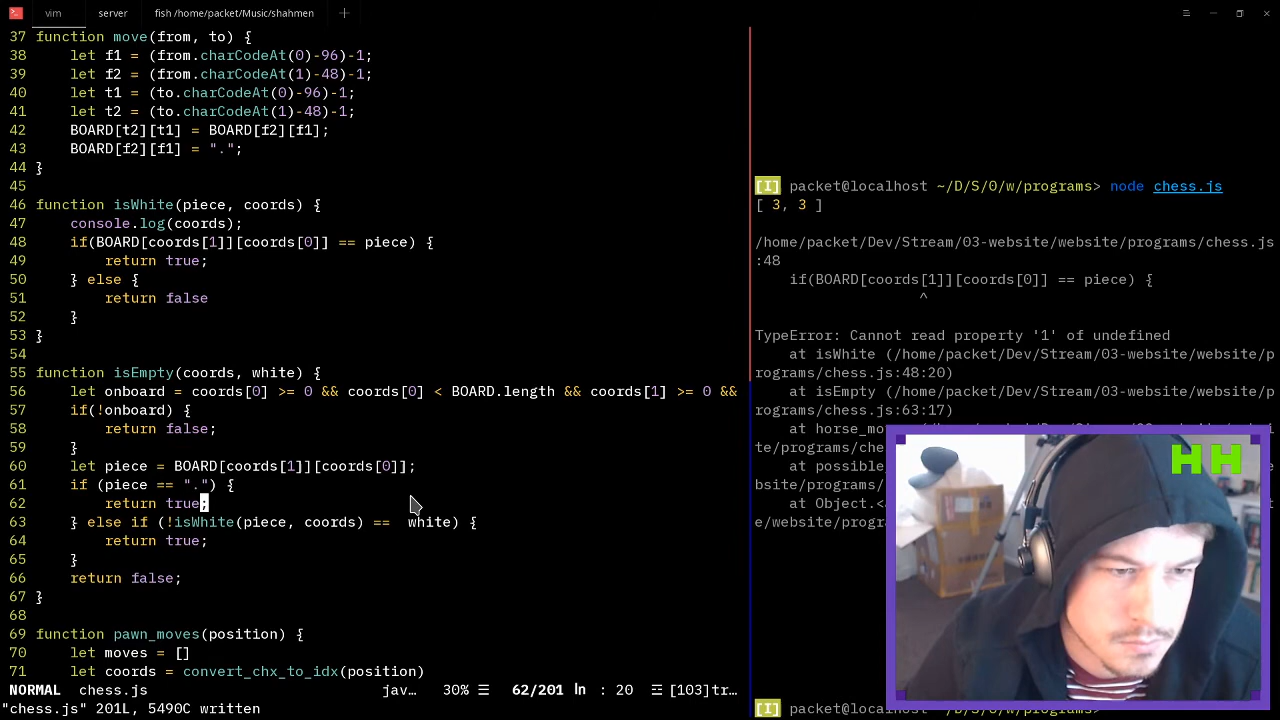 vim server fish /home/packet/Music/shahmen
37 function move(from, to) {
38     let f1 = (from.charCodeAt(0)-96)-1;
39     let f2 = (from.charCodeAt(1)-48)-1;
40     let t1 = (to.charCodeAt(0)-96)-1;
41     let t2 = (to.charCodeAt(1)-48)-1;
42     BOARD[t2][t1] = BOARD[f2][f1];
43     BOARD[f2][f1] = ".";
44 }
45
46 function isWhite(piece, coords) {
47     console.log(coords);
48     if(BOARD[coords[1]][coords[0]] == piece) {
49         return true;
50     } else {
51         return false
52     }
53 }
54
55 function isEmpty(coords, white) {
56     let onboard = coords[0] >= 0 && coords[0] < BOARD.length && coords[1] >= 0 &&
57     if(!onboard) {
58         return false;
59     }
60     let piece = BOARD[coords[1]][coords[0]];
61     if (piece == ".") {
62         return true;
63     } else if (!isWhite(piece, coords) ==  white) {
64         return true;
65     }
66     return false;
67 }
68
69 function pawn_moves(position) {
70     let moves = []
71     let coords = convert_chx_to_idx(position)
NORMAL chess.js jav… 30% ☰ 62/201 ln : 20 ☲ [103]tr…
"chess.js" 201L, 5490C written
[I] packet@localhost ~/D/S/0/w/programs> node chess.js
[ 3, 3 ]
/home/packet/Dev/Stream/03-website/website/programs/chess.js
:48
    if(BOARD[coords[1]][coords[0]] == piece) {
^
TypeError: Cannot read property '1' of undefined
    at isWhite (/home/packet/Dev/Stream/03-website/website/p
rograms/chess.js:48:20)
    at isEmpty (/home/packet/Dev/Stream/03-website/website/p
rograms/chess.js:63:17)
    at
te/website/progra
[I] packet@localhost ~/D/S/0/w/programs>
HH